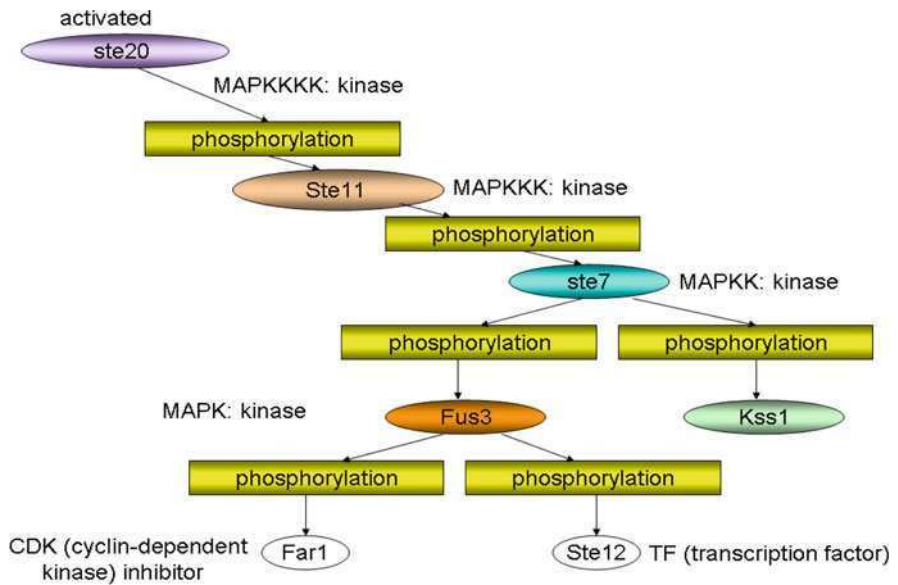 activated
ste20
MAPKKKK: kinase
phosphorylation
Ste11
MAPKKK: kinase
phosphorylation
ste7
MAPKK: kinase
phosphorylation
phosphorylation
MAPK: kinase
Fus3
Kss1
phosphorylation
phosphorylation
CDK (cyclin-dependent
kinase) inhibitor
Far1
Ste12
TF (transcription factor)